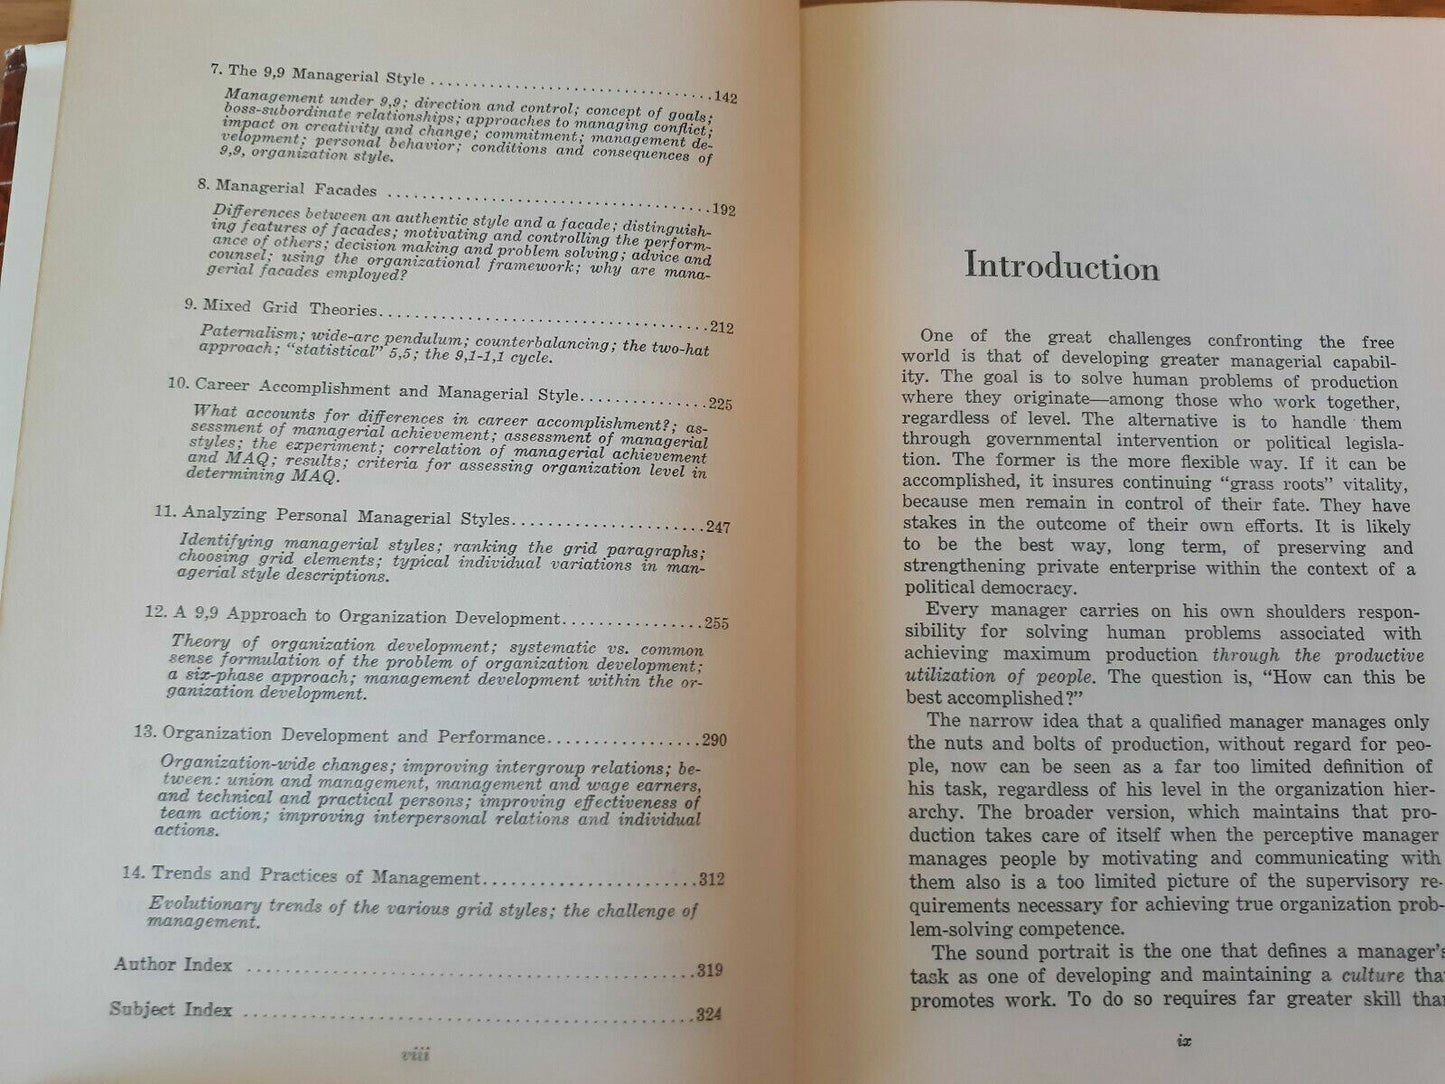 7. The 9,9 Managerial Style ................................142
Management under 9,9; direction and control; concept of goals;
boss-subordinate relationships; approaches to managing conflict;
impact on creativity and change; commitment; management de-
velopment; personal behavior; conditions and consequences of
9,9, organization style.
8. Managerial Facades ....................................192
Differences between an authentic style and a facade; distinguish-
ing features of facades; motivating and controlling the perform-
ance of others; decision making and problem solving; advice and
counsel; using the organizational framework; why are mana-
gerial facades employed?
9. Mixed Grid Theories.....................................212
Paternalism; wide-arc pendulum; counterbalancing; the two-hat
approach; "statistical" 5,5; the 9,1-1,1 cycle.
10. Career Accomplishment and Managerial Style...............225
What accounts for differences in career accomplishment?; as-
sessment of managerial achievement; assessment of managerial
styles; the experiment; correlation of managerial achievement
and MAQ; results; criteria for assessing organization level in
determining MAQ.
11. Analyzing Personal Managerial Styles......................247
Identifying managerial styles; ranking the grid paragraphs;
choosing grid elements; typical individual variations in man-
agerial style descriptions.
12. A 9,9 Approach to Organization Development................255
Theory of organization development; systematic vs. common
sense formulation of the problem of organization development;
a six-phase approach; management development within the or-
ganization development.
13. Organization Development and Performance.................290
Organization-wide changes; improving intergroup relations; be-
tween: union and management, management and wage earners,
and technical and practical persons; improving effectiveness of
team action; improving interpersonal relations and individual
actions.
14. Trends and Practices of Management........................312
Evolutionary trends of the various grid styles; the challenge of
management.
Author Index ..................................................319
Subject Index ..................................................324
viii
Introduction
One of the great challenges confronting the free
world is that of developing greater managerial capabil-
ity. The goal is to solve human problems of production
where they originate—among those who work together,
regardless of level. The alternative is to handle them
through governmental intervention or political legisla-
tion. The former is the more flexible way. If it can be
accomplished, it insures continuing "grass roots" vitality,
because men remain in control of their fate. They have
stakes in the outcome of their own efforts. It is likely
to be the best way, long term, of preserving and
strengthening private enterprise within the context of a
political democracy.
Every manager carries on his own shoulders respon-
sibility for solving human problems associated with
achieving maximum production through the productive
utilization of people. The question is, "How can this be
best accomplished?"
The narrow idea that a qualified manager manages only
the nuts and bolts of production, without regard for peo-
ple, now can be seen as a far too limited definition of
his task, regardless of his level in the organization hier-
archy. The broader version, which maintains that pro-
duction takes care of itself when the perceptive manager
manages people by motivating and communicating with
them also is a too limited picture of the supervisory re-
quirements necessary for achieving true organization prob-
lem-solving competence.
The sound portrait is the one that defines a manager's
task as one of developing and maintaining a culture tha
promotes work. To do so requires far greater skill than
ix